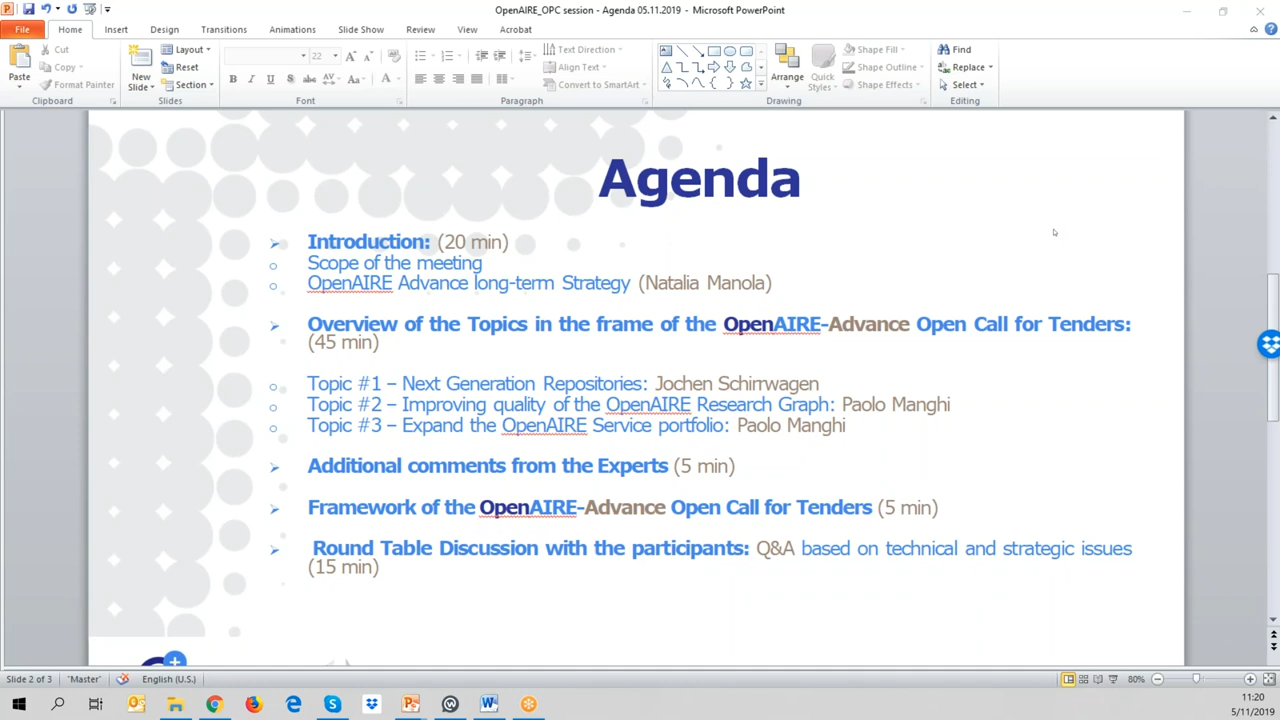 OpenAIRE_OPC session - Agenda 05.11.2019 - Microsoft PowerPoint
File Home Insert Design Transitions Animations Slide Show Review View Acrobat
Paste
Cut
Copy
Format Painter
Clipboard
New Slide
Layout
Reset
Section
Slides
22
Font
Text Direction
Align Text
Convert to SmartArt
Paragraph
Arrange
Quick Styles
Shape Fill
Shape Outline
Shape Effects
Drawing
Find
Replace
Select
Editing
Agenda
Introduction: (20 min)
Scope of the meeting
OpenAIRE Advance long-term Strategy (Natalia Manola)
Overview of the Topics in the frame of the OpenAIRE-Advance Open Call for Tenders:
(45 min)
Topic #1 – Next Generation Repositories: Jochen Schirrwagen
Topic #2 – Improving quality of the OpenAIRE Research Graph: Paolo Manghi
Topic #3 – Expand the OpenAIRE Service portfolio: Paolo Manghi
Additional comments from the Experts (5 min)
Framework of the OpenAIRE-Advance Open Call for Tenders (5 min)
Round Table Discussion with the participants: Q&A based on technical and strategic issues
(15 min)
Slide 2 of 3 "Master" English (U.S.) 80%
11:20
5/11/2019